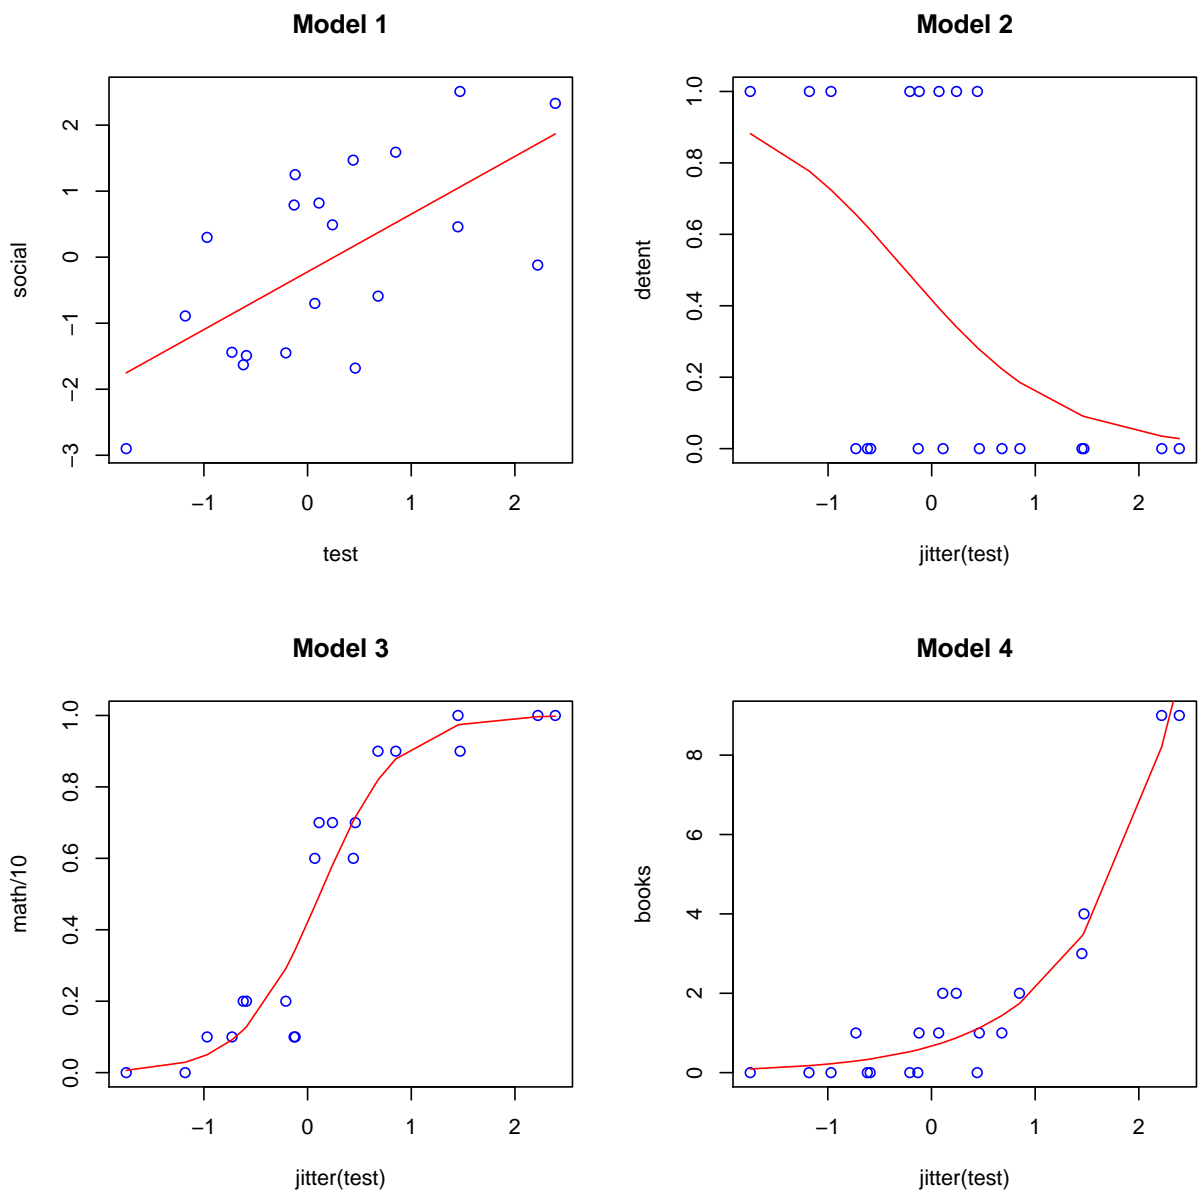 Model 1
social
3
2
1
0
−1
−2
−3
−1 0 1 2
test
Model 2
detent
1.0
0.8
0.6
0.4
0.2
0.0
−1 0 1 2
jitter(test)
Model 3
math/10
1.0
0.8
0.6
0.4
0.2
0.0
−1 0 1 2
jitter(test)
Model 4
books
8
6
4
2
0
−1 0 1 2
jitter(test)